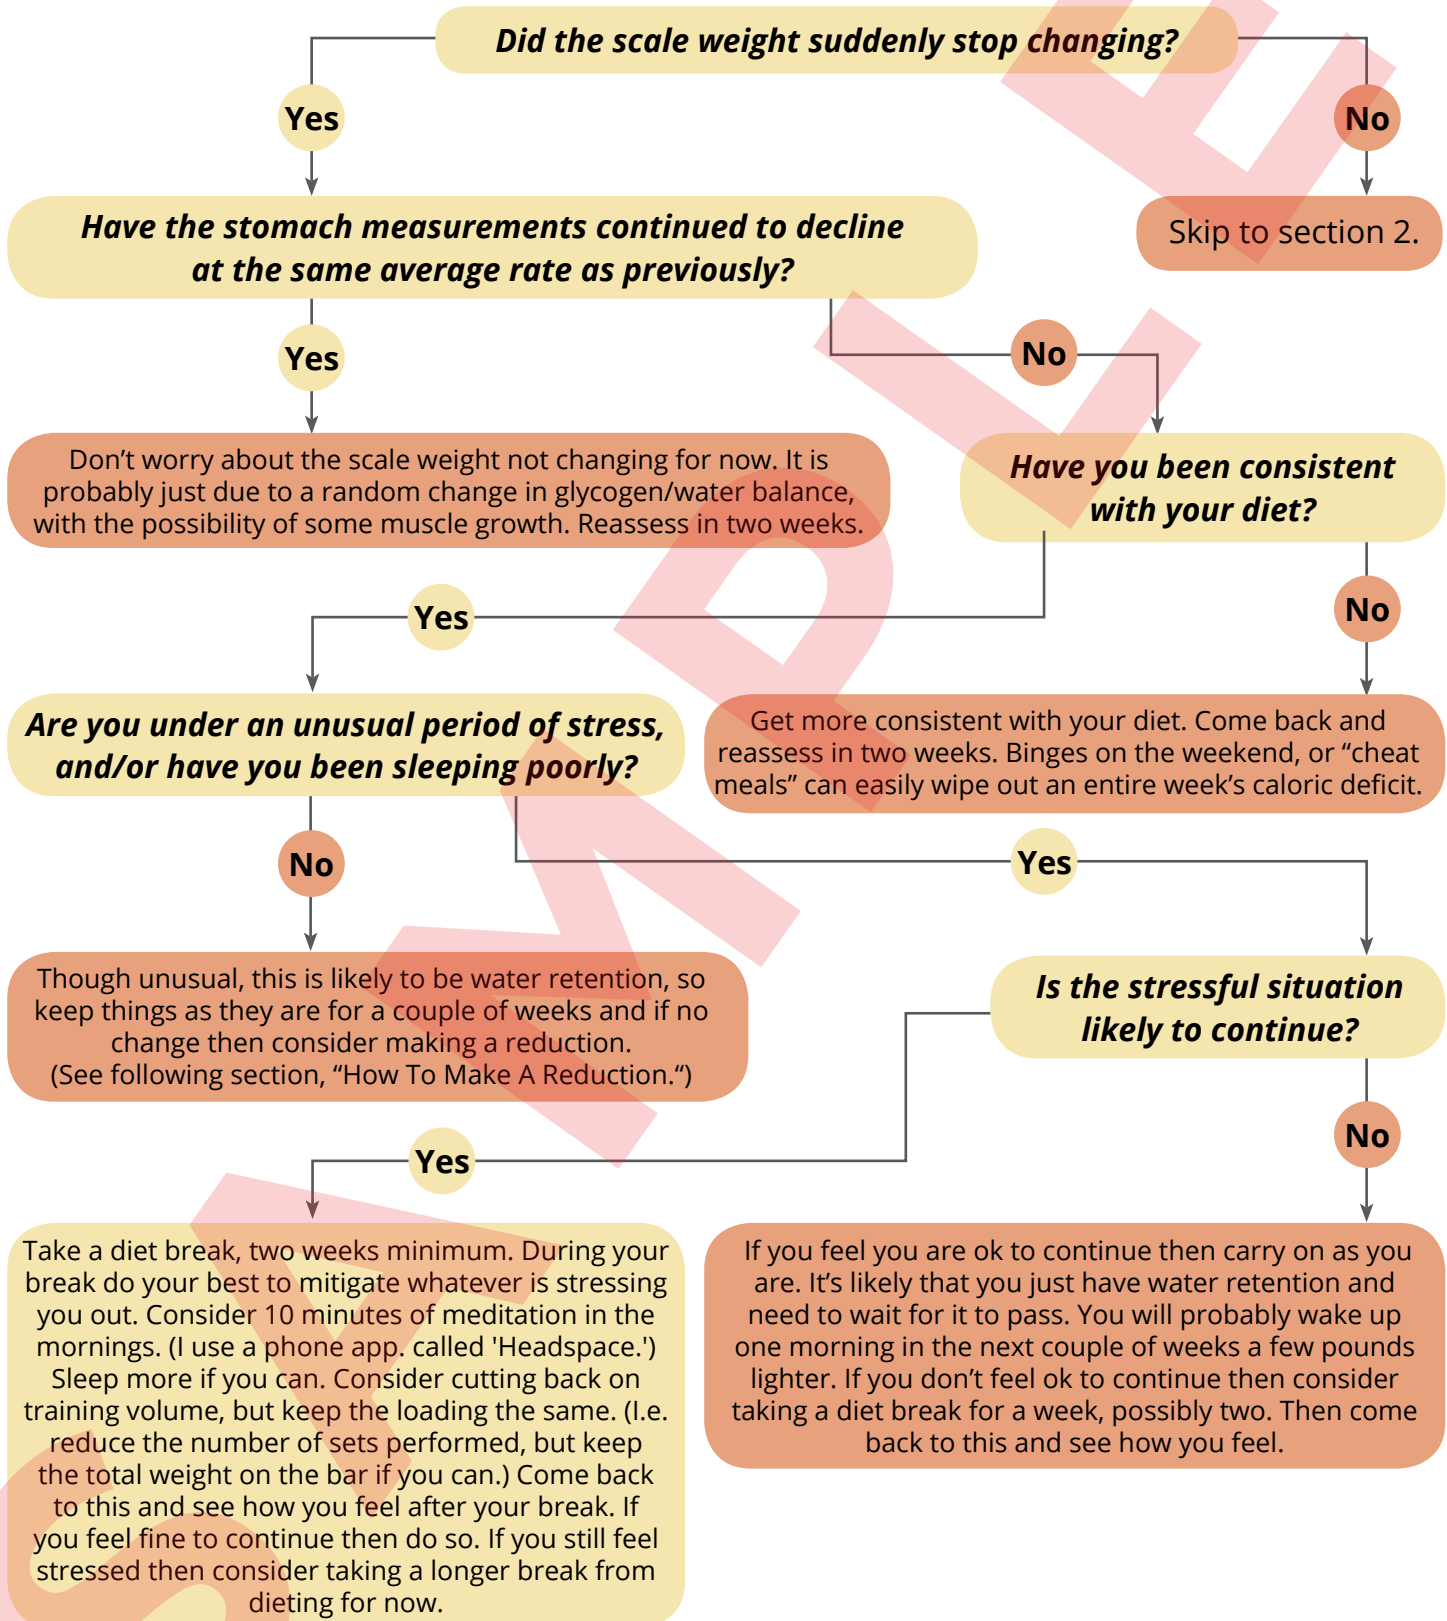 Did the scale weight suddenly stop changing?
Yes
No
Have the stomach measurements continued to decline
at the same average rate as previously?
Skip to section 2.
Yes
No
Don’t worry about the scale weight not changing for now. It is
probably just due to a random change in glycogen/water balance,
with the possibility of some muscle growth. Reassess in two weeks.
Have you been consistent
with your diet?
Yes
No
Are you under an unusual period of stress,
and/or have you been sleeping poorly?
Get more consistent with your diet. Come back and
reassess in two weeks. Binges on the weekend, or “cheat
meals” can easily wipe out an entire week’s caloric deficit.
No
Yes
Though unusual, this is likely to be water retention, so
keep things as they are for a couple of weeks and if no
change then consider making a reduction.
(See following section, “How To Make A Reduction.“)
Is the stressful situation
likely to continue?
Yes
No
Take a diet break, two weeks minimum. During your
break do your best to mitigate whatever is stressing
you out. Consider 10 minutes of meditation in the
mornings. (I use a phone app. called 'Headspace.')
Sleep more if you can. Consider cutting back on
training volume, but keep the loading the same. (I.e.
reduce the number of sets performed, but keep
the total weight on the bar if you can.) Come back
to this and see how you feel after your break. If
you feel fine to continue then do so. If you still feel
stressed then consider taking a longer break from
dieting for now.
If you feel you are ok to continue then carry on as you
are. It’s likely that you just have water retention and
need to wait for it to pass. You will probably wake up
one morning in the next couple of weeks a few pounds
lighter. If you don’t feel ok to continue then consider
taking a diet break for a week, possibly two. Then come
back to this and see how you feel.
SAMPLE